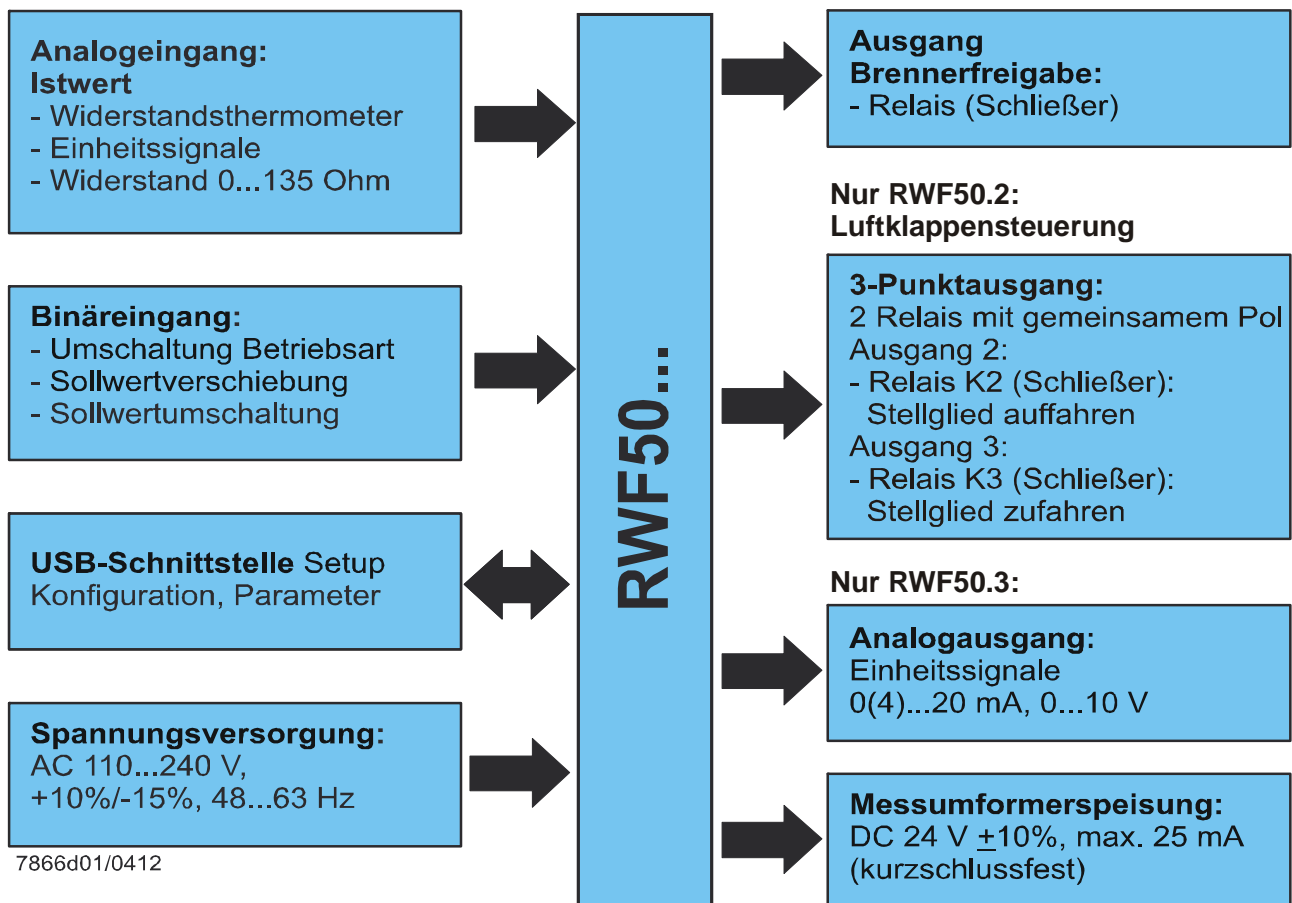 Analogeingang:
Istwert
- Widerstandsthermometer
- Einheitssignale
- Widerstand 0...135 Ohm
Binäreingang:
- Umschaltung Betriebsart
- Sollwertverschiebung
- Sollwertumschaltung
USB-Schnittstelle Setup
Konfiguration, Parameter
Spannungsversorgung:
AC 110...240 V,
+10%/-15%, 48...63 Hz
7866d01/0412
RWF50...
Ausgang
Brennerfreigabe:
- Relais (Schließer)
Nur RWF50.2:
Luftklappensteuerung
3-Punktausgang:
2 Relais mit gemeinsamem Pol
Ausgang 2:
- Relais K2 (Schließer):
Stellglied auffahren
Ausgang 3:
- Relais K3 (Schließer):
Stellglied zufahren
Nur RWF50.3:
Analogausgang:
Einheitssignale
0(4)...20 mA, 0...10 V
Messumformerspeisung:
DC 24 V ±10%, max. 25 mA
(kurzschlussfest)